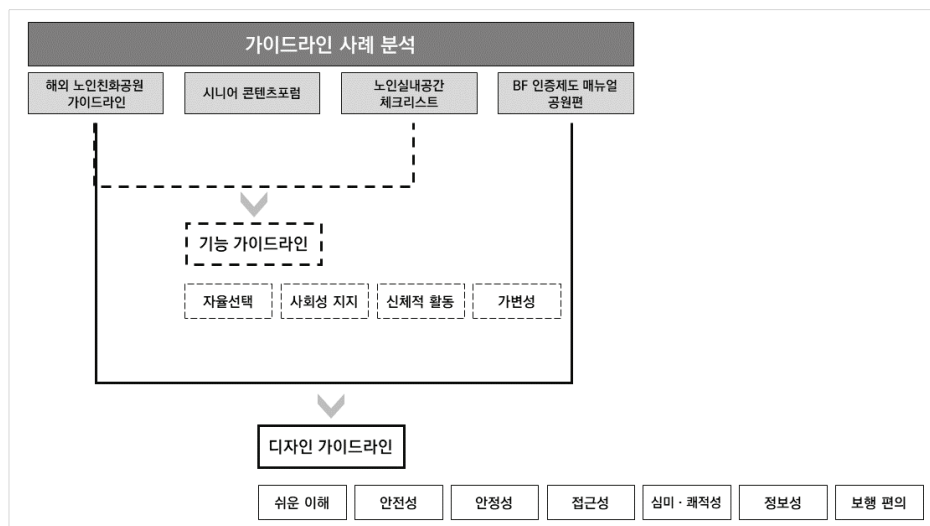 가이드라인 사례 분석
해외 노인친화공원
가이드라인
시니어 콘텐츠포럼
노인실내공간
체크리스트
BF 인증제도 매뉴얼
공원편
기능 가이드라인
자율선택
사회성 지지
신체적 활동
가변성
디자인 가이드라인
쉬운 이해
안전성
안정성
접근성
심미 · 쾌적성
정보성
보행 편의